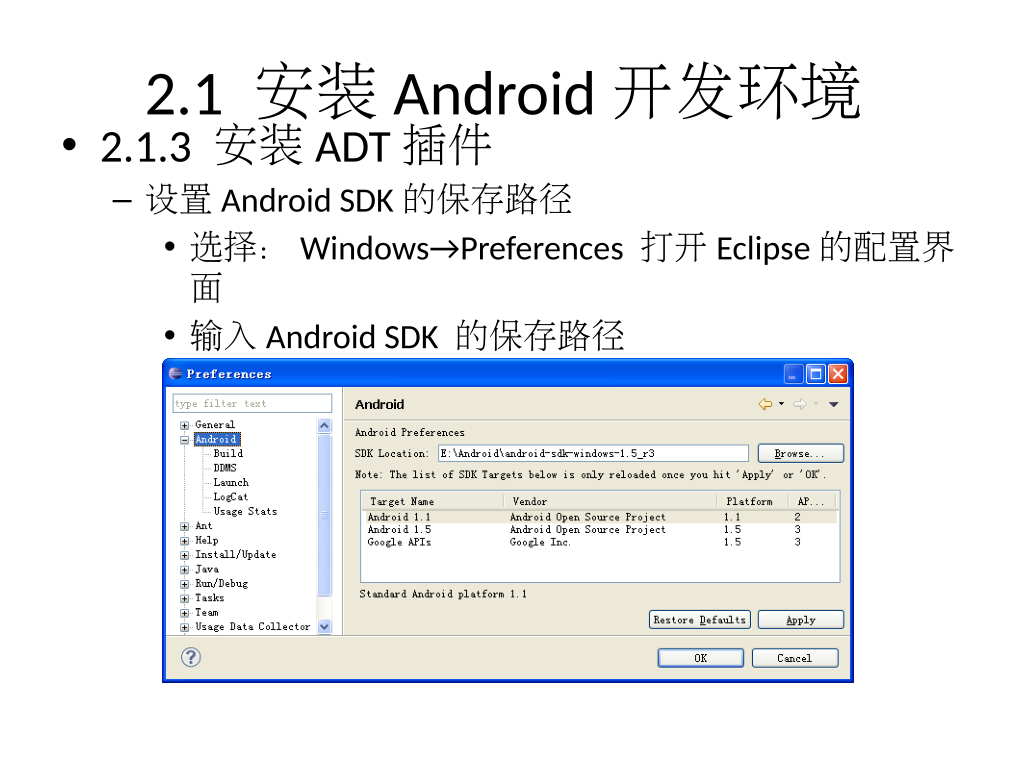 2.1 安装 Android 开发环境
• 2.1.3 安装 ADT 插件
– 设置 Android SDK 的保存路径
• 选择： Windows→Preferences 打开 Eclipse 的配置界
面
• 输入 Android SDK 的保存路径
Preferences
type filter text
Android
General
Android
Build
DDMS
Launch
LogCat
Usage Stats
Ant
Help
Install/Update
Java
Run/Debug
Tasks
Team
Usage Data Collector
Android Preferences
SDK Location: E:\Android\android-sdk-windows-1.5_r3 Browse...
Note: The list of SDK Targets below is only reloaded once you hit 'Apply' or 'OK'.
Target Name Vendor Platform AP...
Android 1.1 Android Open Source Project 1.1 2
Android 1.5 Android Open Source Project 1.5 3
Google APIs Google Inc. 1.5 3
Standard Android platform 1.1
Restore Defaults Apply
? OK Cancel